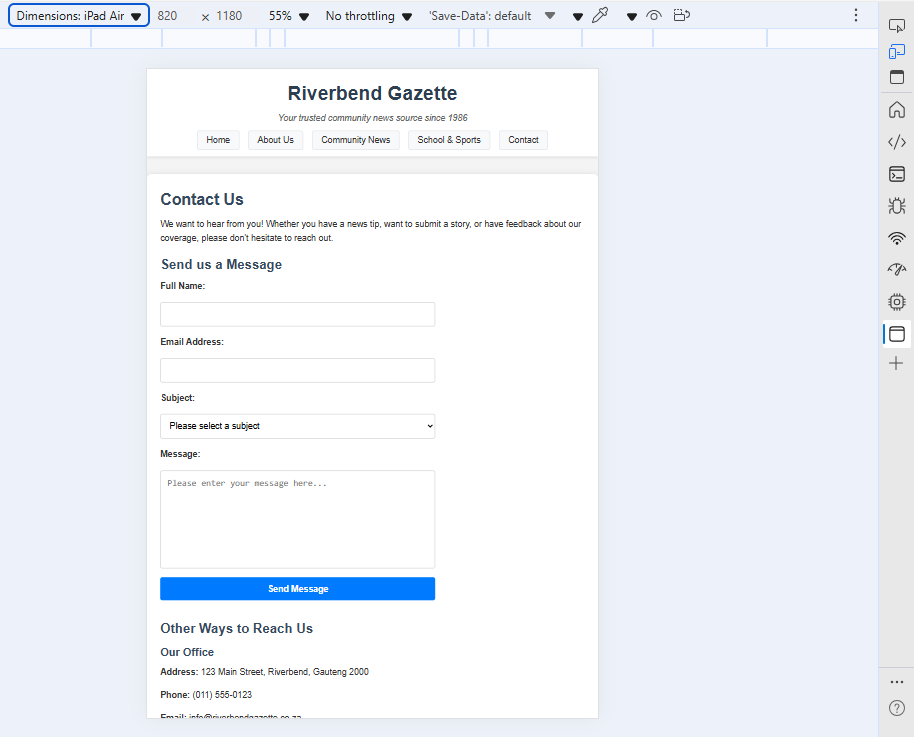 Dimensions: iPad Air 820 × 1180 55% No throttling 'Save-Data': default
Riverbend Gazette
Your trusted community news source since 1986
Home About Us Community News School & Sports Contact
Contact Us
We want to hear from you! Whether you have a news tip, want to submit a story, or have feedback about our
coverage, please don't hesitate to reach out.
Send us a Message
Full Name:
Email Address:
Subject:
Please select a subject
Message:
Please enter your message here...
Send Message
Other Ways to Reach Us
Our Office
Address: 123 Main Street, Riverbend, Gauteng 2000
Phone: (011) 555-0123
Email: info@riverbendgazette.co.za